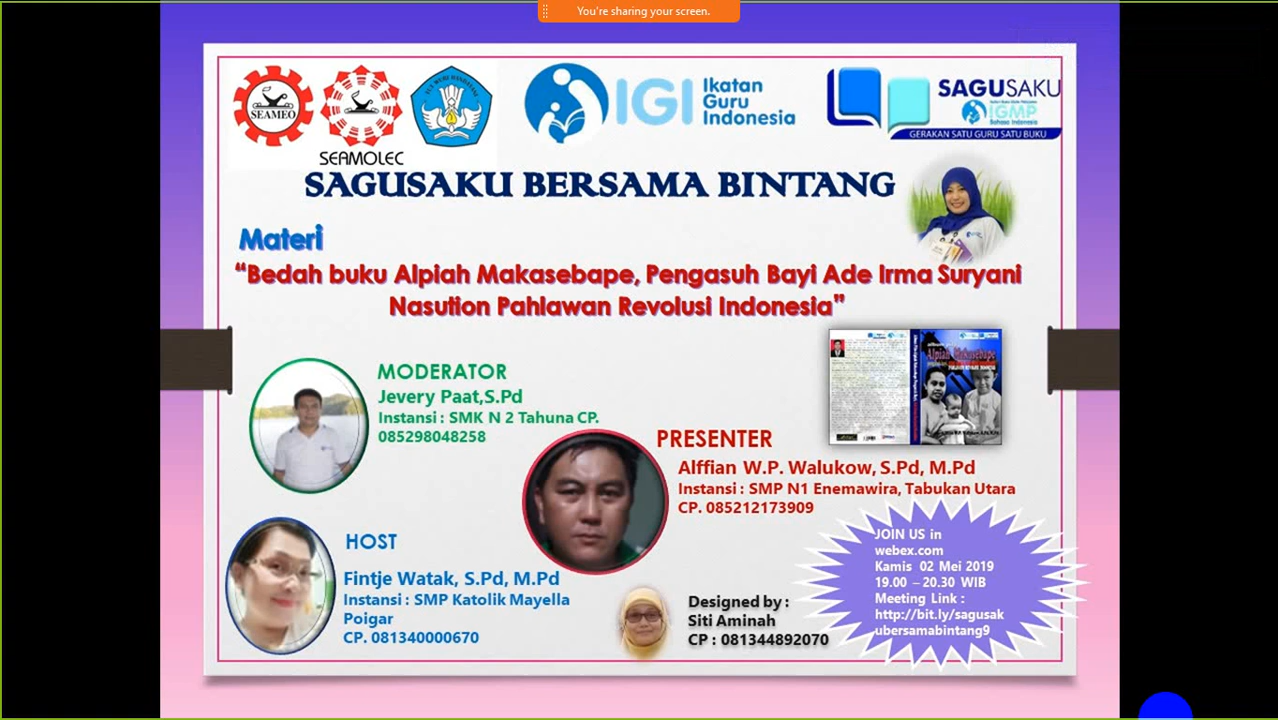 You're sharing your screen.
SEAMEO
SEAMOLEC
TUT WURI HANDAYANI
IGI Ikatan
Guru
Indonesia
SAGUSAKU
IGMP
Bahasa Indonesia
GERAKAN SATU GURU SATU BUKU
SAGUSAKU BERSAMA BINTANG
Materi
“Bedah buku Alpiah Makasebape, Pengasuh Bayi Ade Irma Suryani
Nasution Pahlawan Revolusi Indonesia”
Alpiah Makasebape
MODERATOR
Jevery Paat,S.Pd
Instansi : SMK N 2 Tahuna CP.
085298048258
PRESENTER
Alffian W.P. Walukow, S.Pd, M.Pd
Instansi : SMP N1 Enemawira, Tabukan Utara
CP. 085212173909
HOST
Fintje Watak, S.Pd, M.Pd
Instansi : SMP Katolik Mayella
Poigar
CP. 081340000670
Designed by :
Siti Aminah
CP : 081344892070
JOIN US in
webex.com
Kamis 02 Mei 2019
19.00 – 20.30 WIB
Meeting Link :
http://bit.ly/sagusak
ubersamabintang9